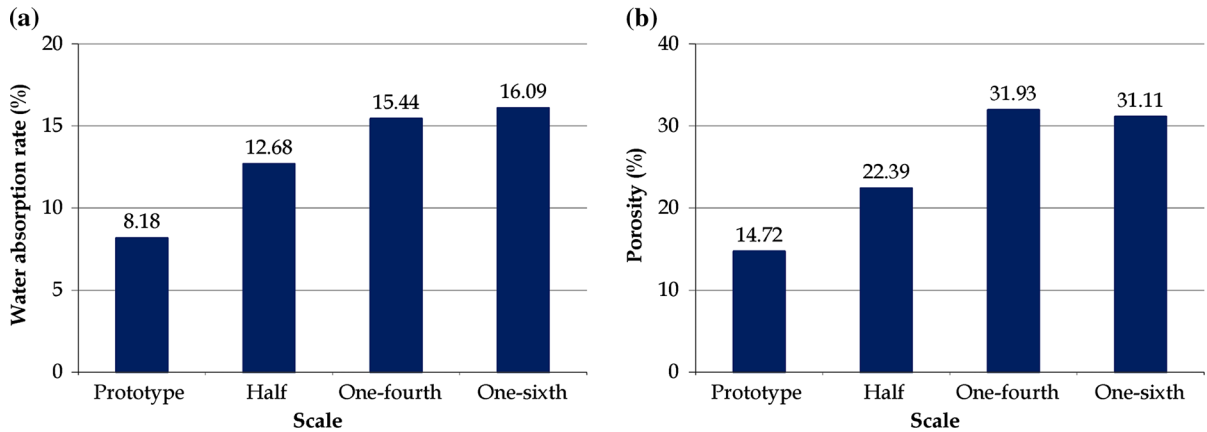 (a)
Water absorption rate (%)
20
15
10
5
0
8.18
12.68
15.44
16.09
Prototype
Half
One-fourth
One-sixth
Scale
(b)
Porosity (%)
40
30
20
10
0
14.72
22.39
31.93
31.11
Prototype
Half
One-fourth
One-sixth
Scale